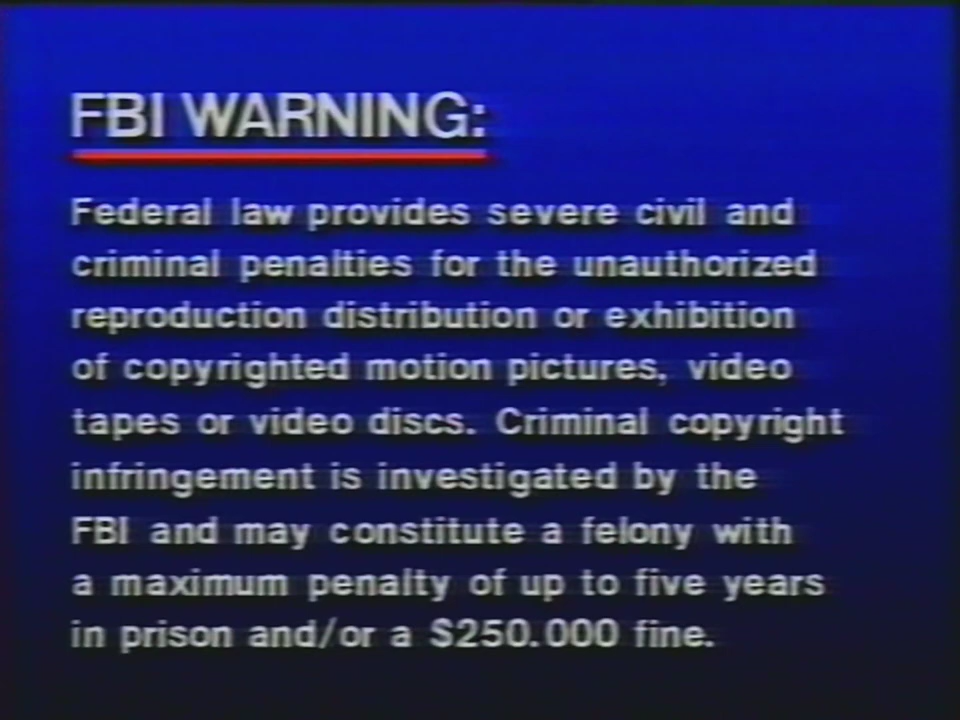 FBI WARNING:
Federal law provides severe civil and
criminal penalties for the unauthorized
reproduction distribution or exhibition
of copyrighted motion pictures, video
tapes or video discs. Criminal copyright
infringement is investigated by the
FBI and may constitute a felony with
a maximum penalty of up to five years
in prison and/or a $250.000 fine.